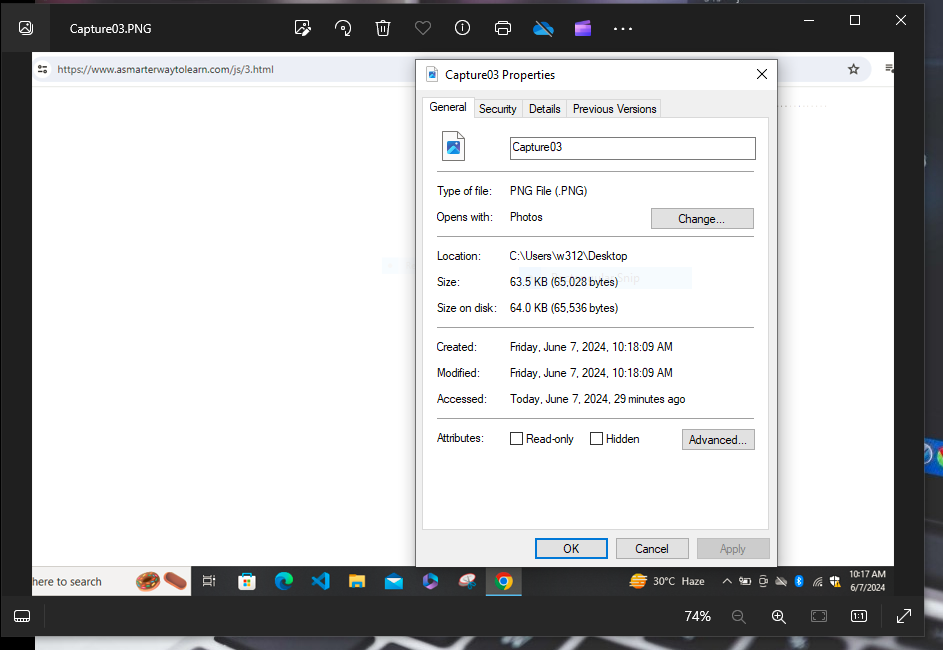 Capture03.PNG
https://www.asmarterwaytolearn.com/js/3.html
Capture03 Properties
General Security Details Previous Versions
Capture03
Type of file: PNG File (.PNG)
Opens with: Photos Change...
Location: C:\Users\w312\Desktop
Size: 63.5 KB (65,028 bytes)
Size on disk: 64.0 KB (65,536 bytes)
Created: Friday, June 7, 2024, 10:18:09 AM
Modified: Friday, June 7, 2024, 10:18:09 AM
Accessed: Today, June 7, 2024, 29 minutes ago
Attributes: Read-only Hidden Advanced...
OK Cancel Apply
here to search 30°C Haze 10:17 AM
6/7/2024
74% 1:1